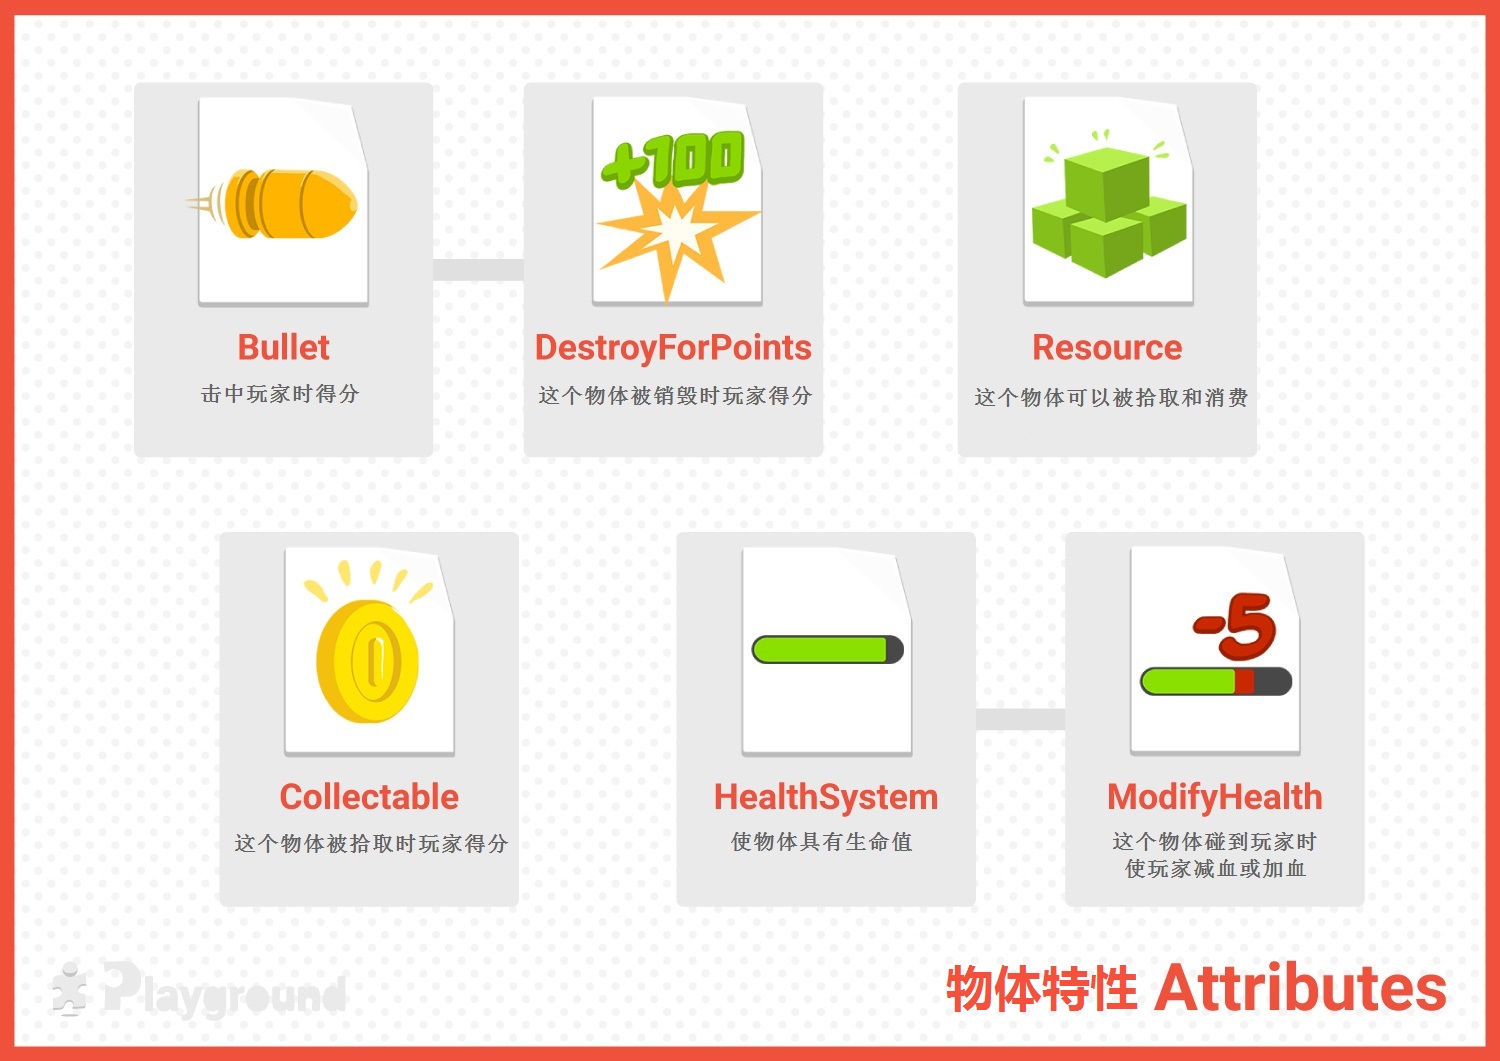 +100
Bullet
击中玩家时得分
DestroyForPoints
这个物体被销毁时玩家得分
Resource
这个物体可以被拾取和消费
Collectable
这个物体被拾取时玩家得分
HealthSystem
使物体具有生命值
-5
ModifyHealth
这个物体碰到玩家时
使玩家减血或加血
Playground
物体特性 Attributes